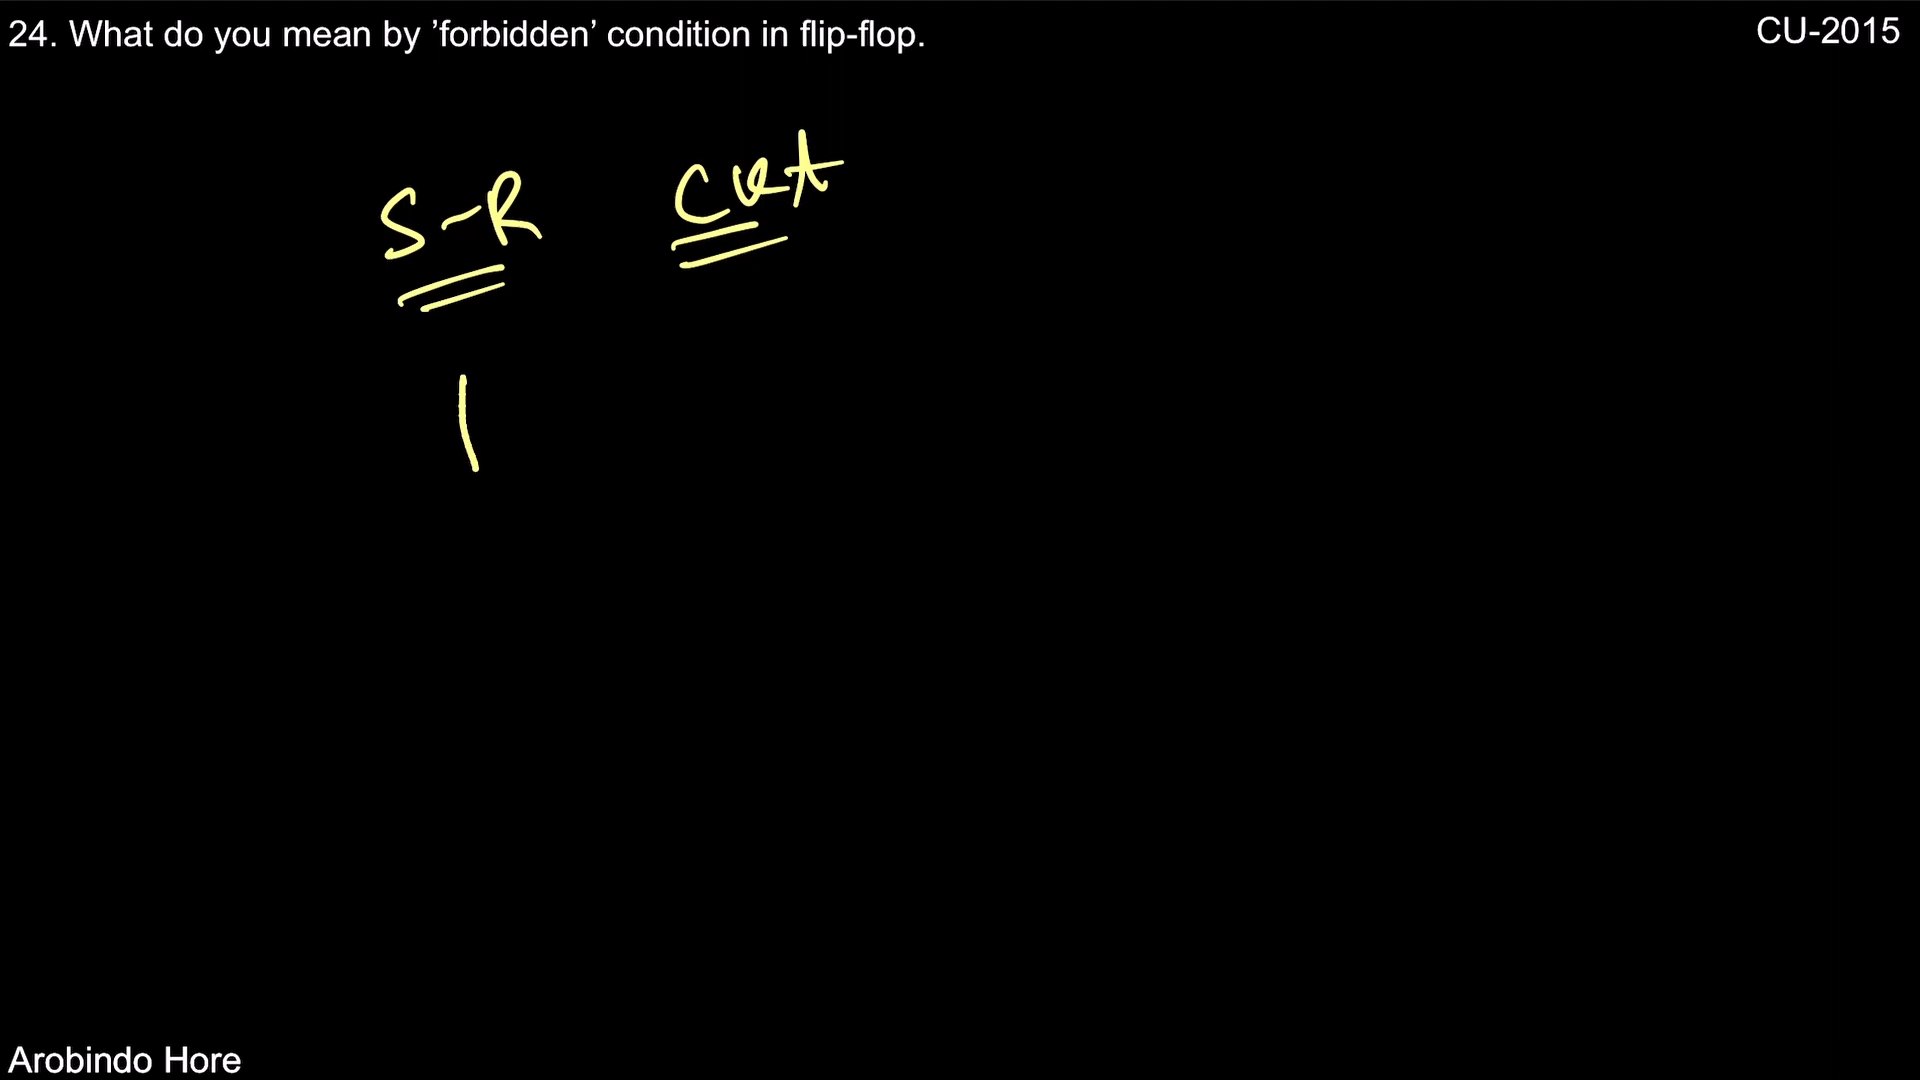 24. What do you mean by ’forbidden’ condition in flip-flop.
CU-2015
S-R
Arobindo Hore